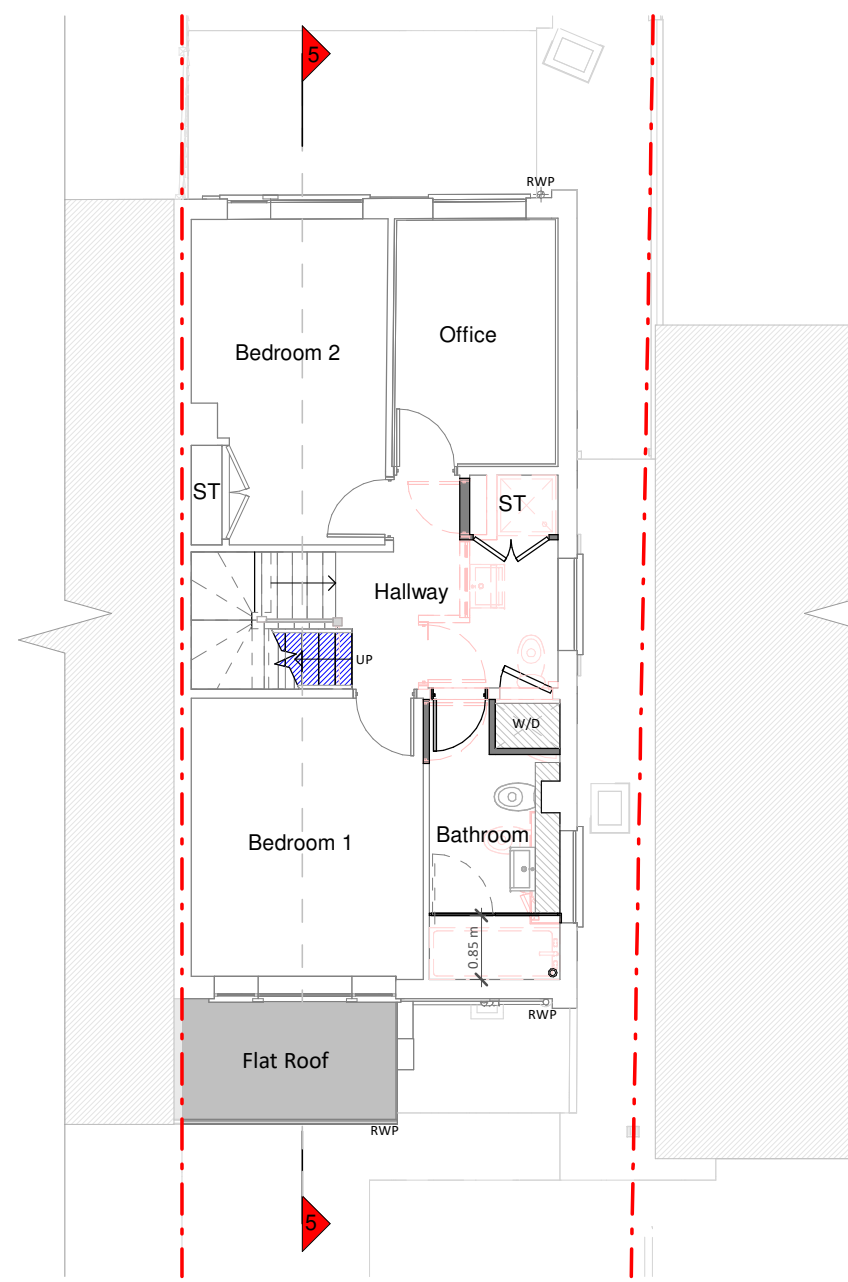 5
RWP
Office
Bedroom 2
ST
ST
Hallway
UP
W/D
Bathroom
Bedroom 1
0.85 m
RWP
Flat Roof
RWP
5